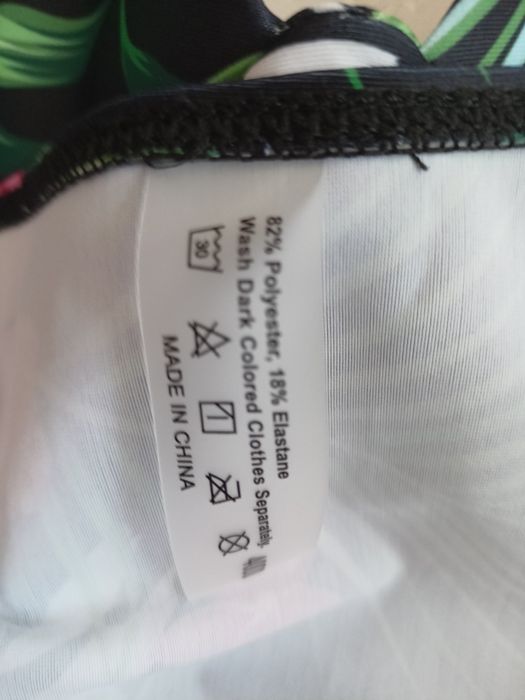 82% Polyester, 18% Elastane
Wash Dark Colored Clothes Separately.
30
MADE IN CHINA